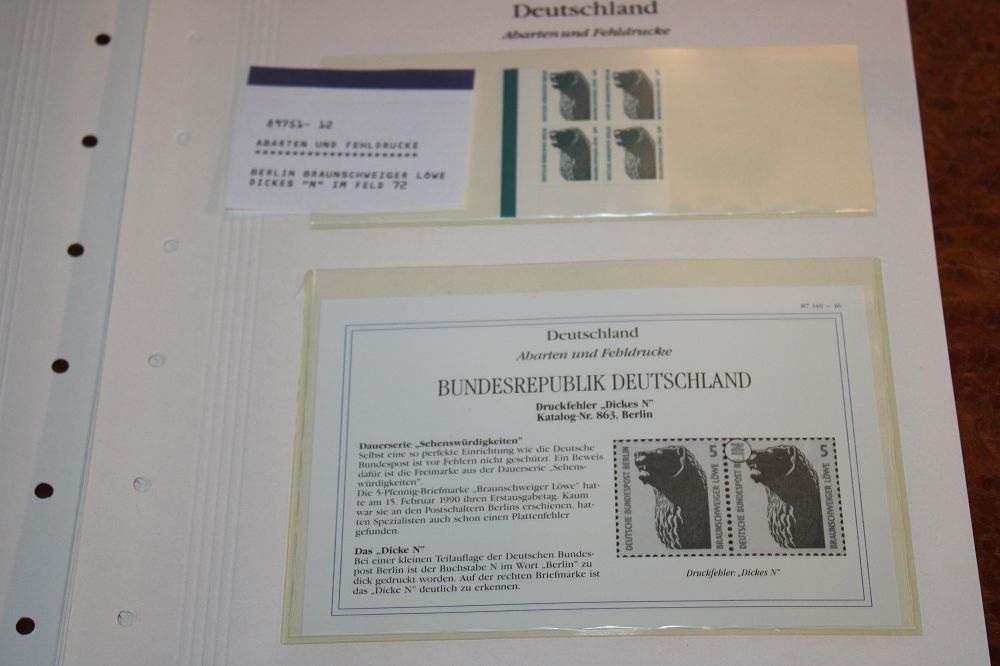 Deutschland
Abarten und Fehldrucke
89751- 12
ABARTEN UND FEHLDRUCKE
***********************
BERLIN BRAUNSCHWEIGER LÖWE
DICKES "N" IM FELD 72
87 140 - 16
Deutschland
Abarten und Fehldrucke
BUNDESREPUBLIK DEUTSCHLAND
Druckfehler „Dickes N"
Katalog-Nr. 863, Berlin
Dauerserie „Sehenswürdigkeiten"
Selbst eine so perfekte Einrichtung wie die Deutsche
Bundespost ist vor Fehlern nicht geschützt. Ein Beweis
dafür ist die Freimarke aus der Dauerserie „Sehens-
würdigkeiten".
Die 5-Pfennig-Briefmarke „Braunschweiger Löwe" hat-
te am 15. Februar 1990 ihren Erstausgabetag. Kaum
war sie an den Postschaltern Berlins erschienen, hat-
ten Spezialisten auch schon einen Plattenfehler
gefunden.
Das „Dicke N"
Bei einer kleinen Teilauflage der Deutschen Bundes-
post Berlin ist der Buchstabe N im Wort „Berlin" zu
dick gedruckt worden. Auf der rechten Briefmarke ist
das „Dicke N" deutlich zu erkennen.
DEUTSCHE BUNDESPOST BERLIN
5
BRAUNSCHWEIGER LÖWE
DEUTSCHE BUNDESPOST BERLIN
5
BRAUNSCHWEIGER LÖWE
Druckfehler: „Dickes N"